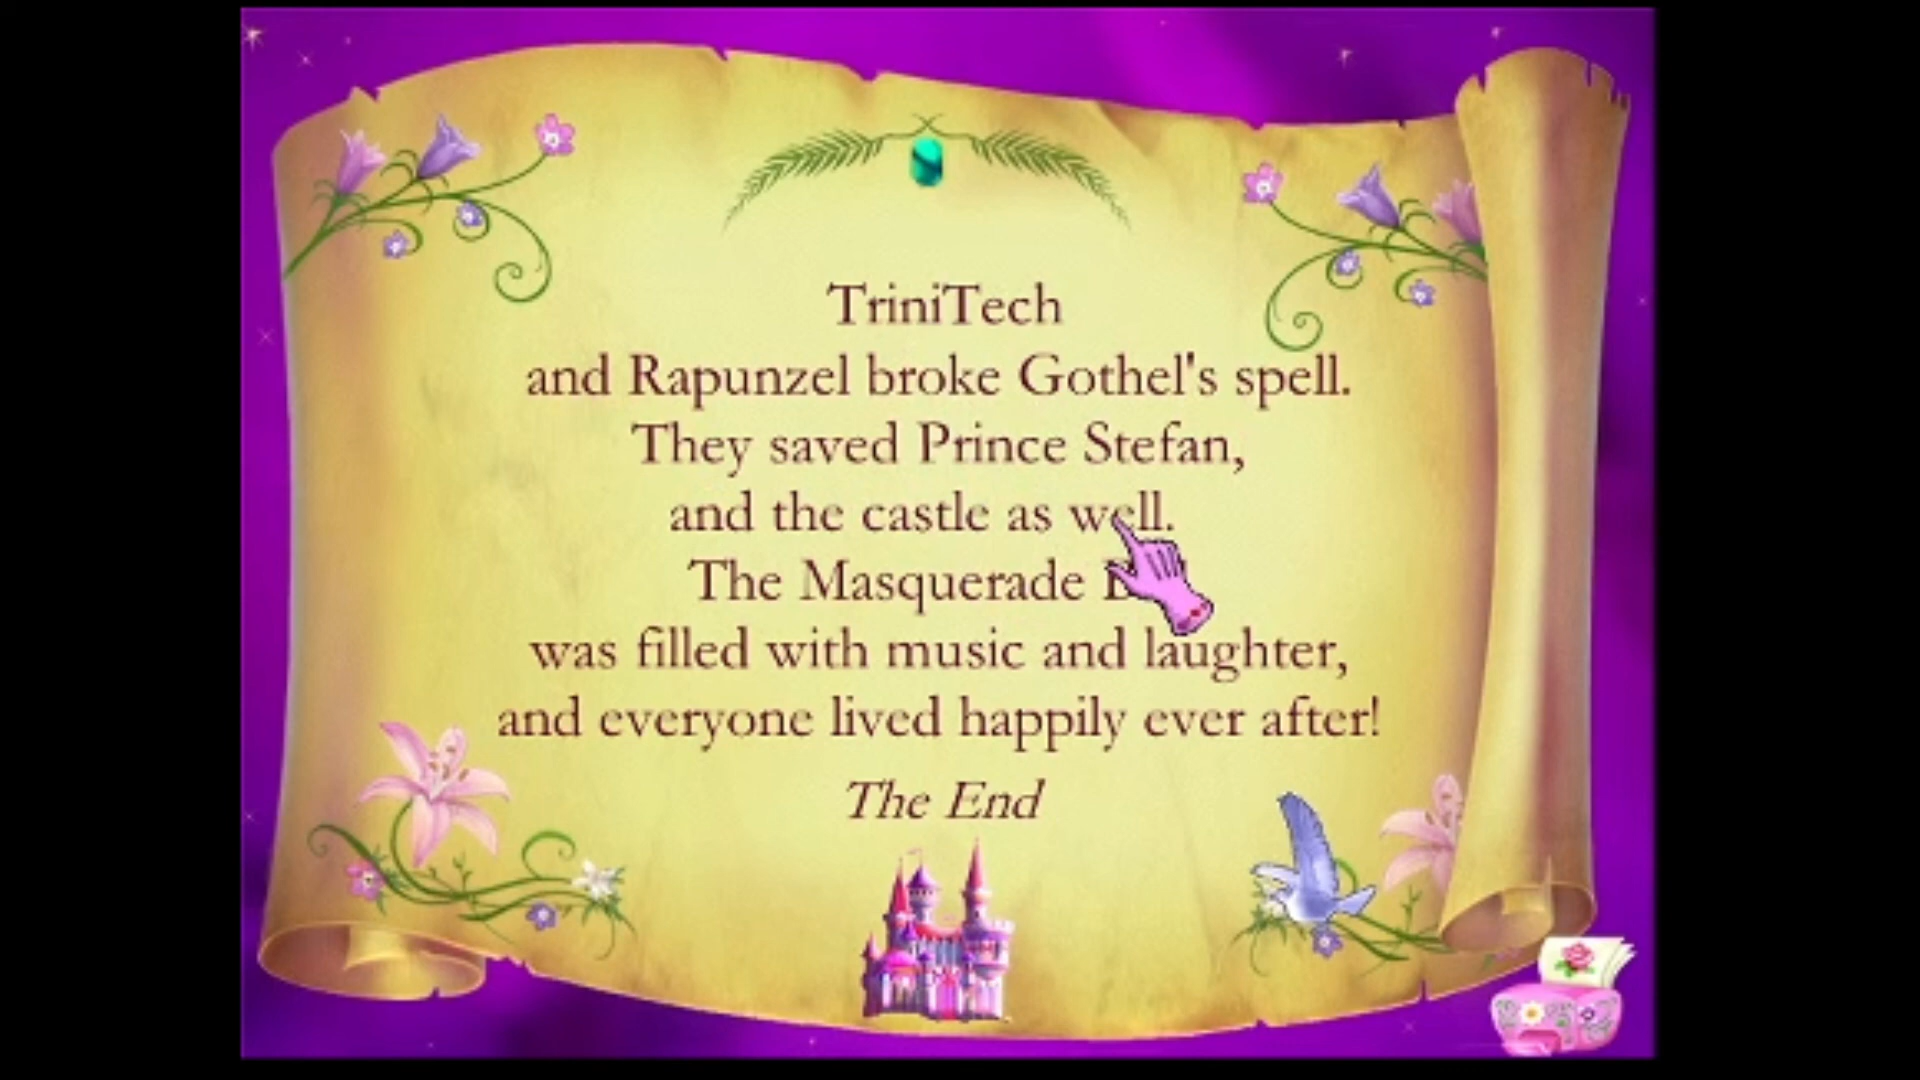 TriniTech
and Rapunzel broke Gothel's spell.
They saved Prince Stefan,
and the castle as well.
The Masquerade
was filled with music and laughter,
and everyone lived happily ever after!
The End